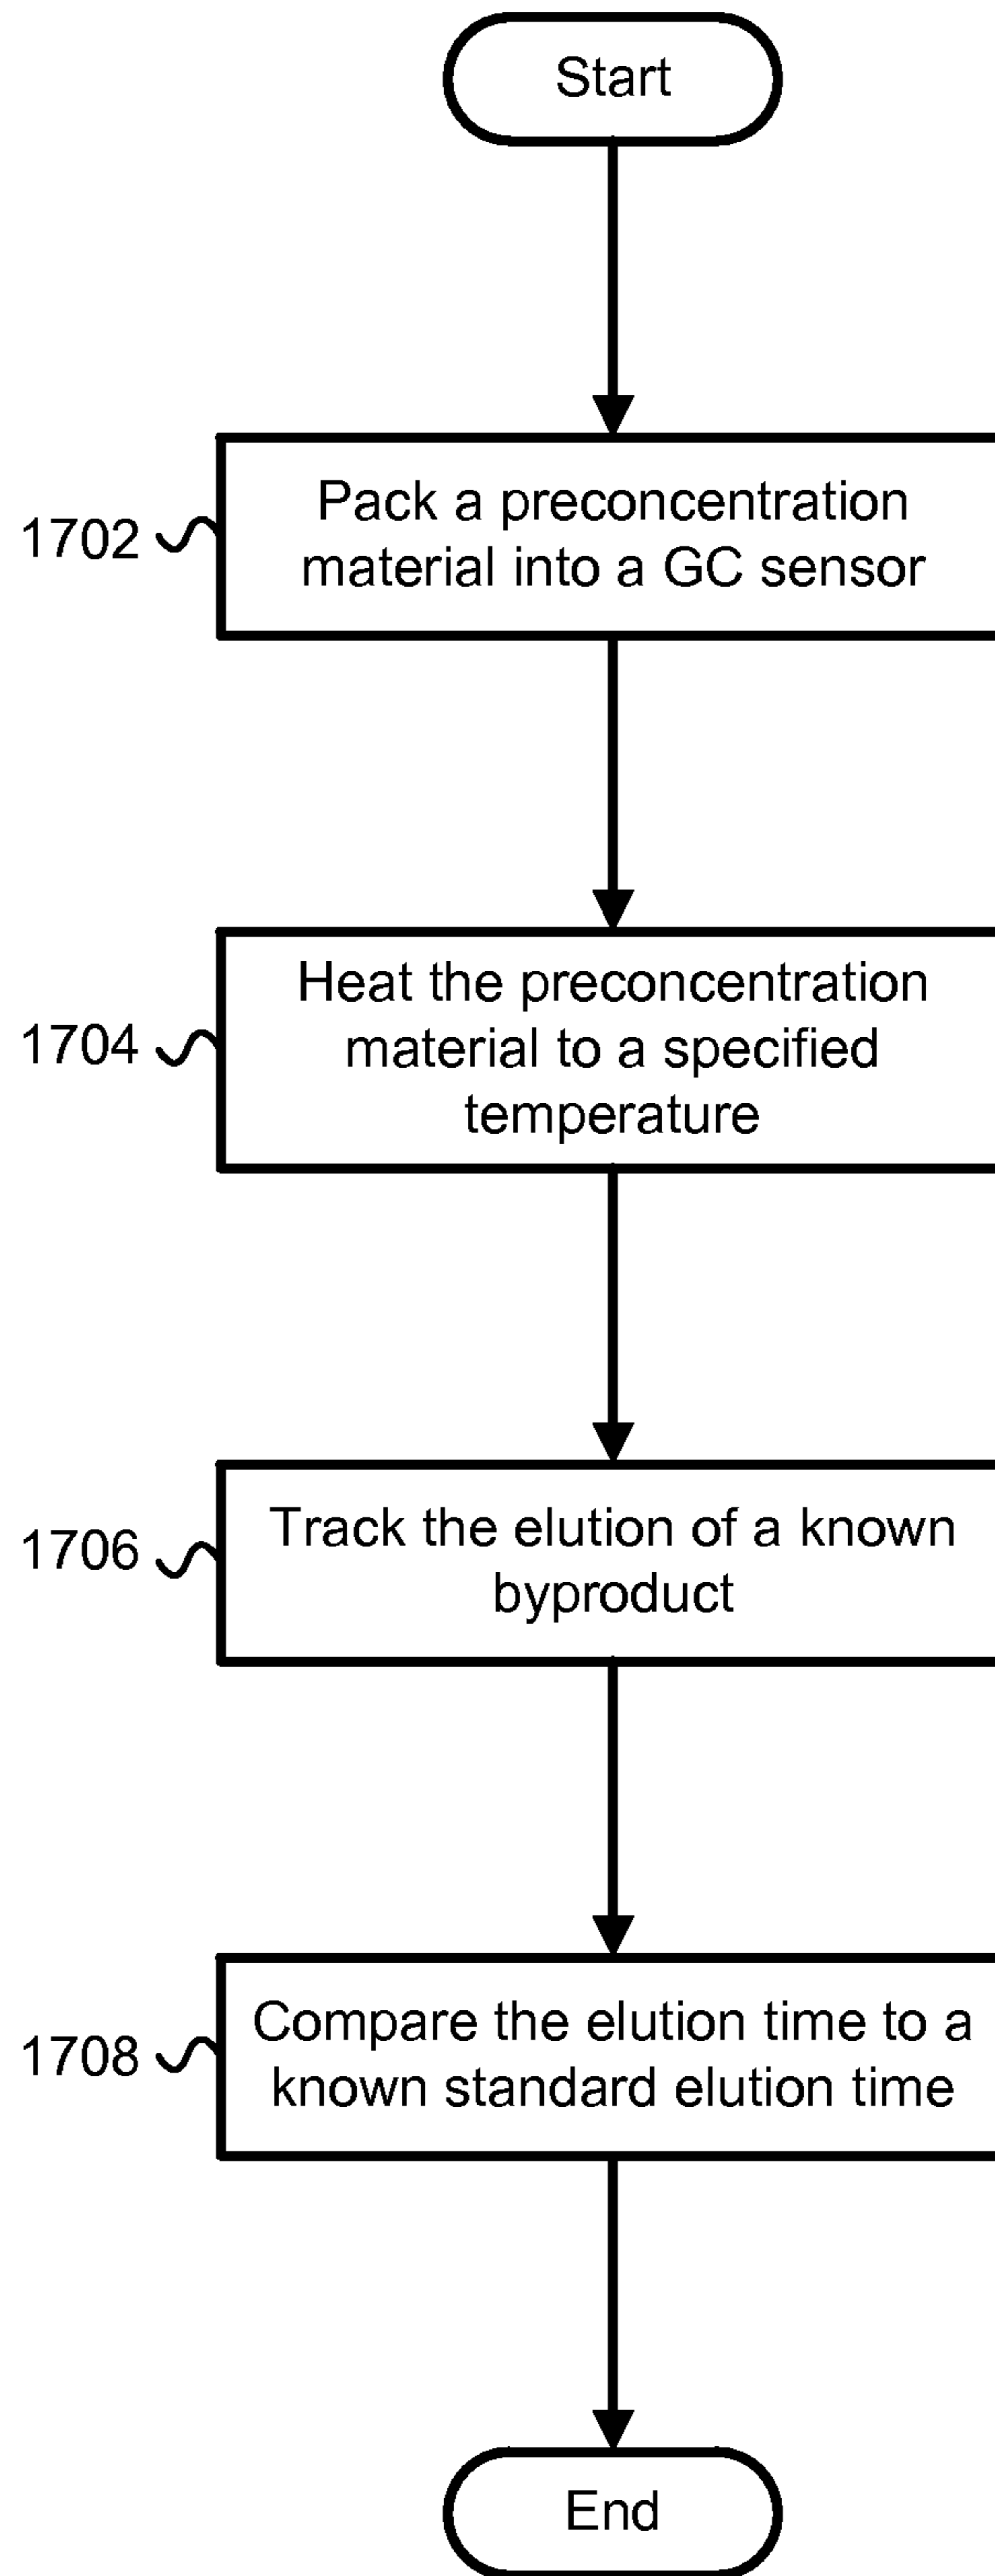 Start
1702
Pack a preconcentration
material into a GC sensor
1704
Heat the preconcentration
material to a specified
temperature
1706
Track the elution of a known
byproduct
1708
Compare the elution time to a
known standard elution time
End